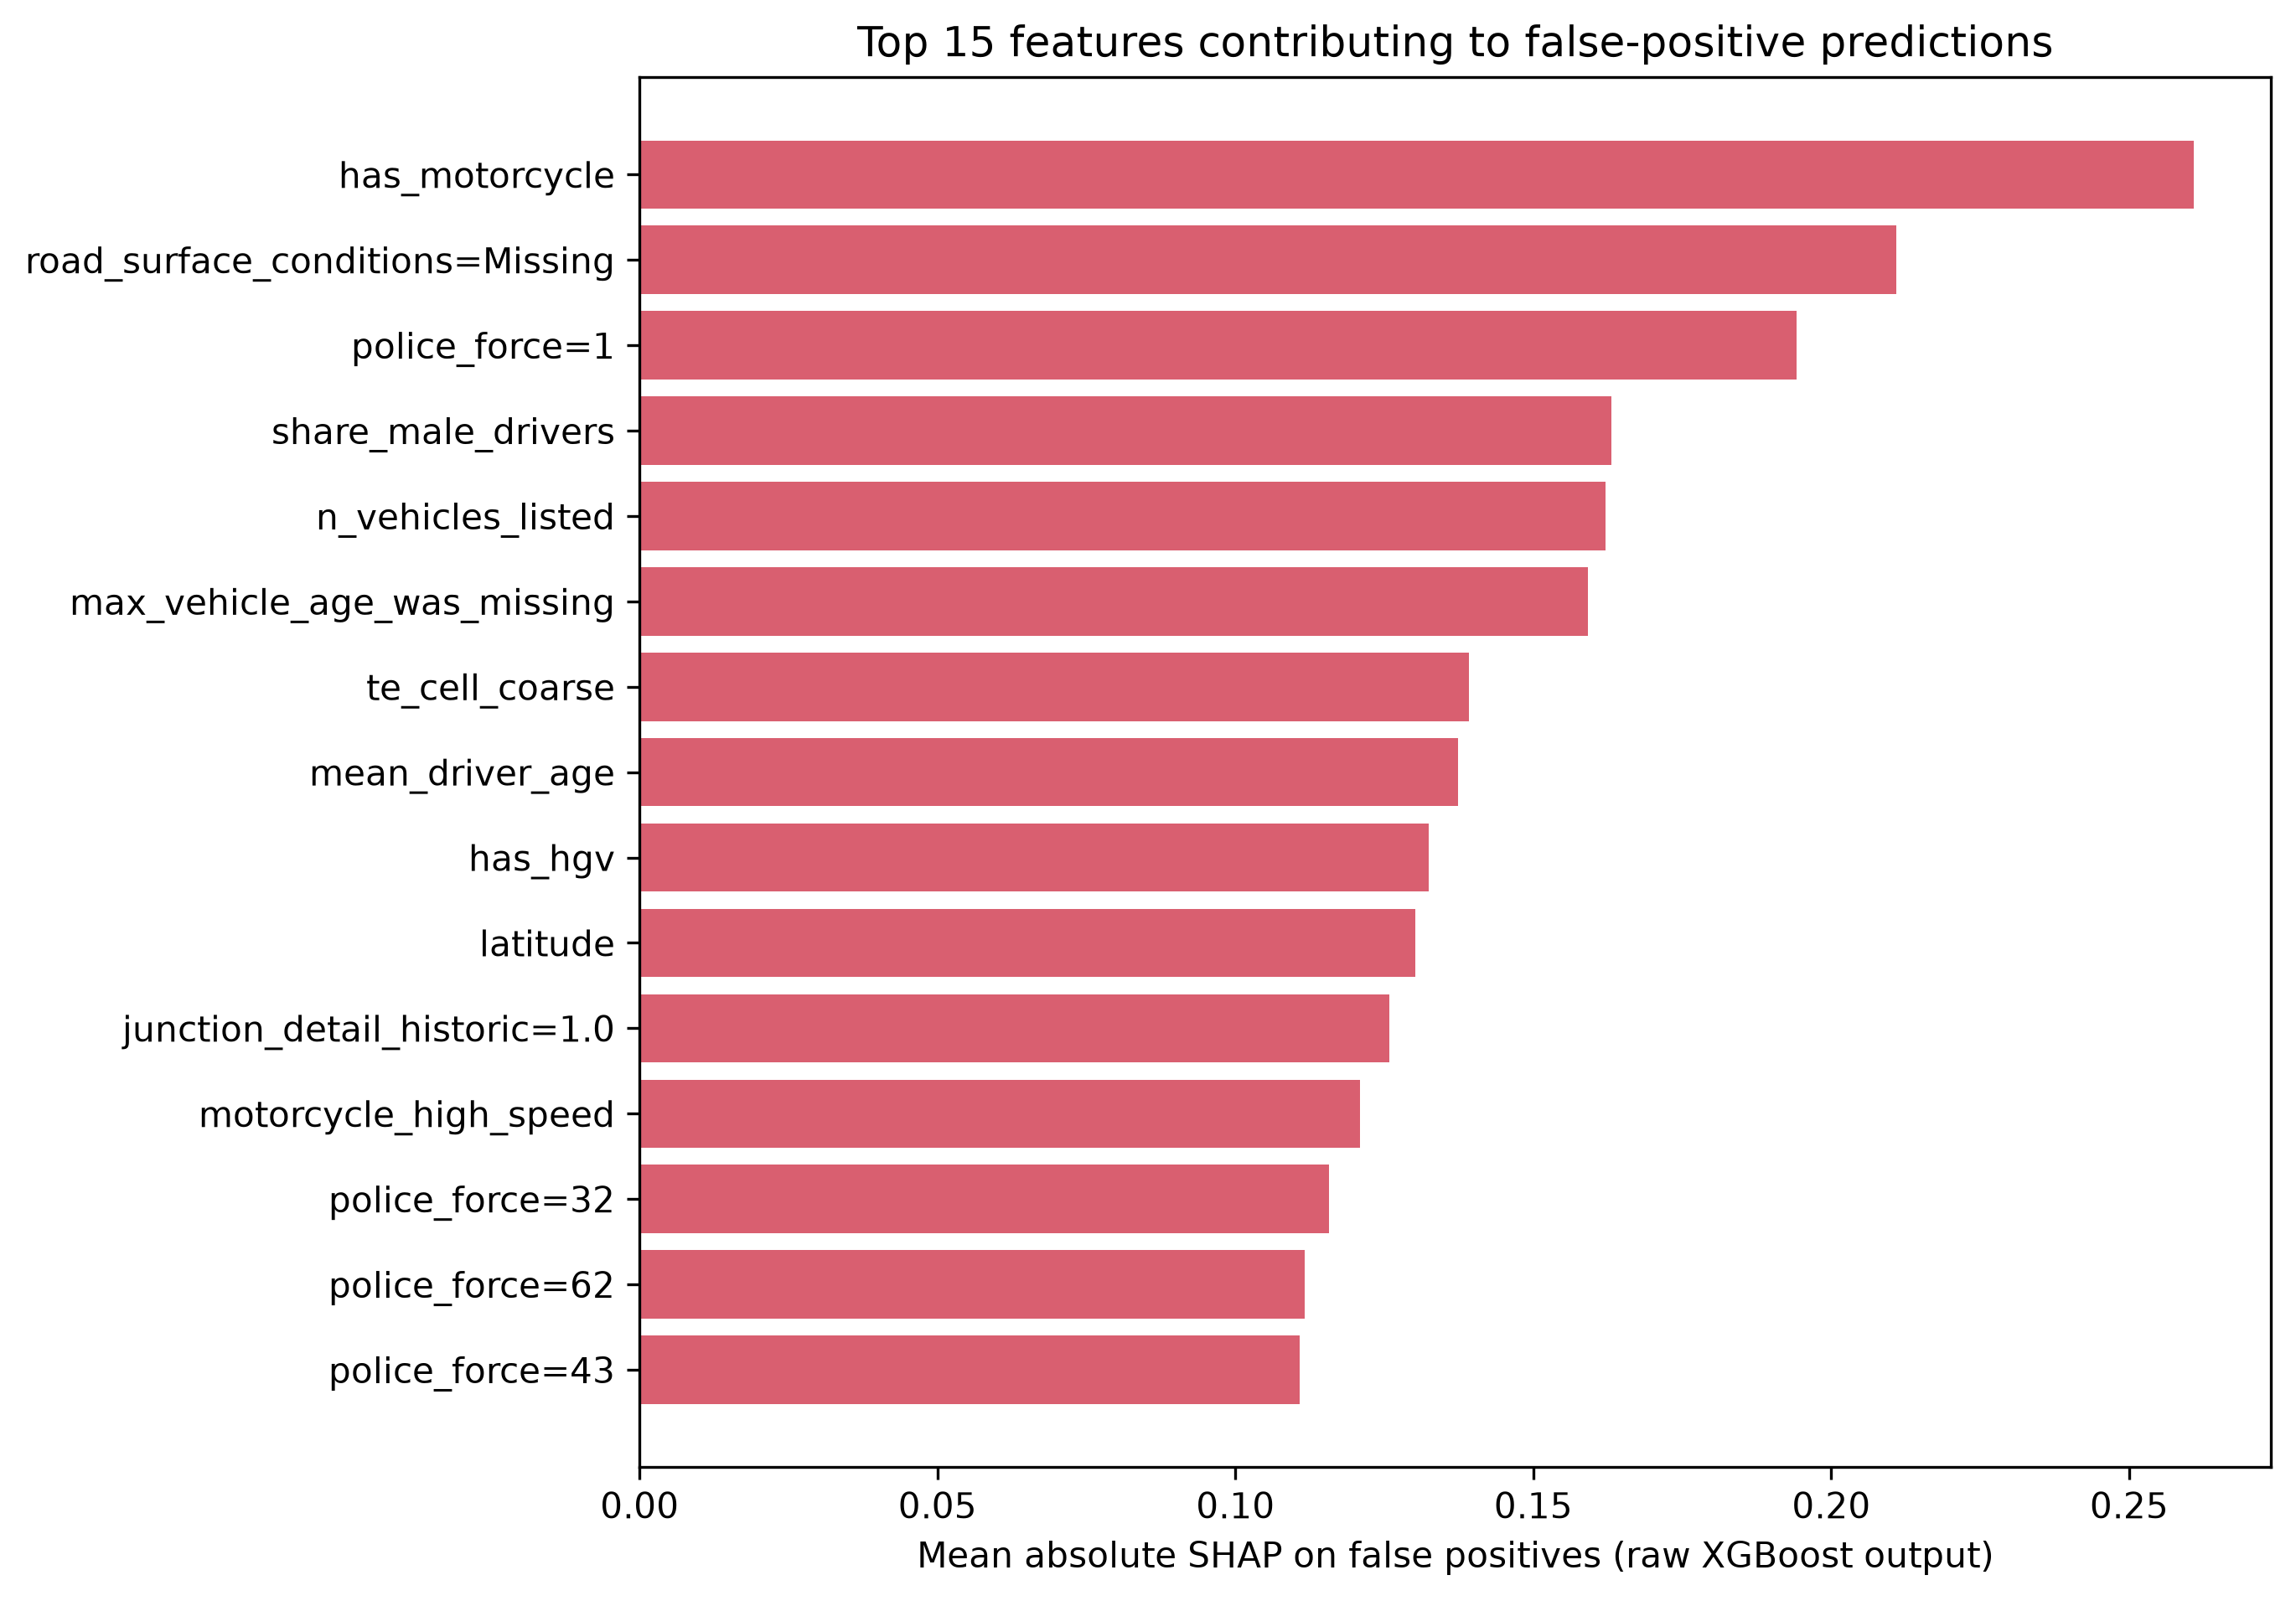 Top 15 features contributing to false-positive predictions
has_motorcycle
road_surface_conditions=Missing
police_force=1
share_male_drivers
n_vehicles_listed
max_vehicle_age_was_missing
te_cell_coarse
mean_driver_age
has_hgv
latitude
junction_detail_historic=1.0
motorcycle_high_speed
police_force=32
police_force=62
police_force=43
0.00 0.05 0.10 0.15 0.20 0.25
Mean absolute SHAP on false positives (raw XGBoost output)